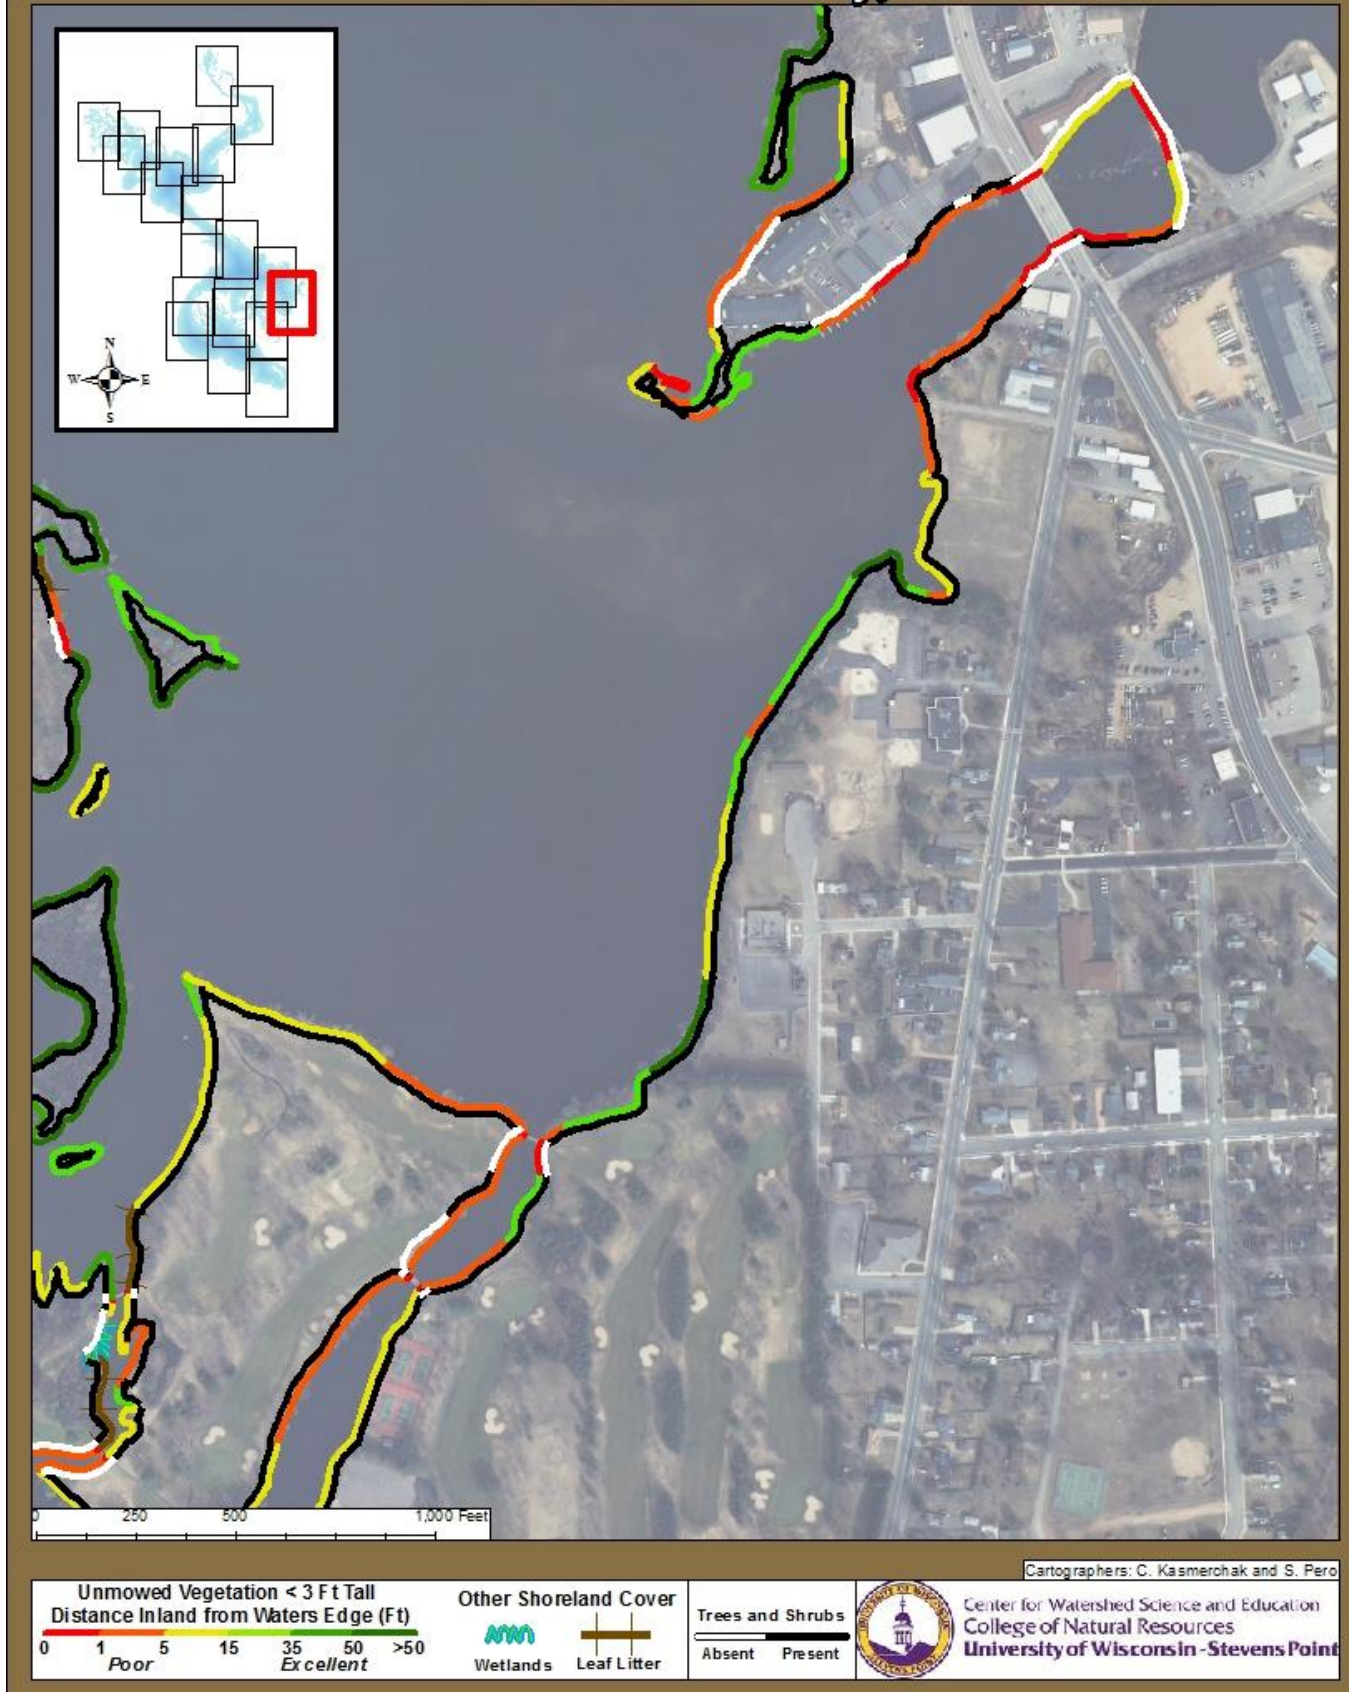 N
W E
S
0 250 500 1,000 Feet
Cartographers: C. Kasmerchak and S. Pero
Unmowed Vegetation < 3 Ft Tall
Distance Inland from Waters Edge (Ft)
0 1 5 15 35 50 >50
Poor Excellent
Other Shoreland Cover
Wetlands Leaf Litter
Trees and Shrubs
Absent Present
Center for Watershed Science and Education
College of Natural Resources
University of Wisconsin - Stevens Point